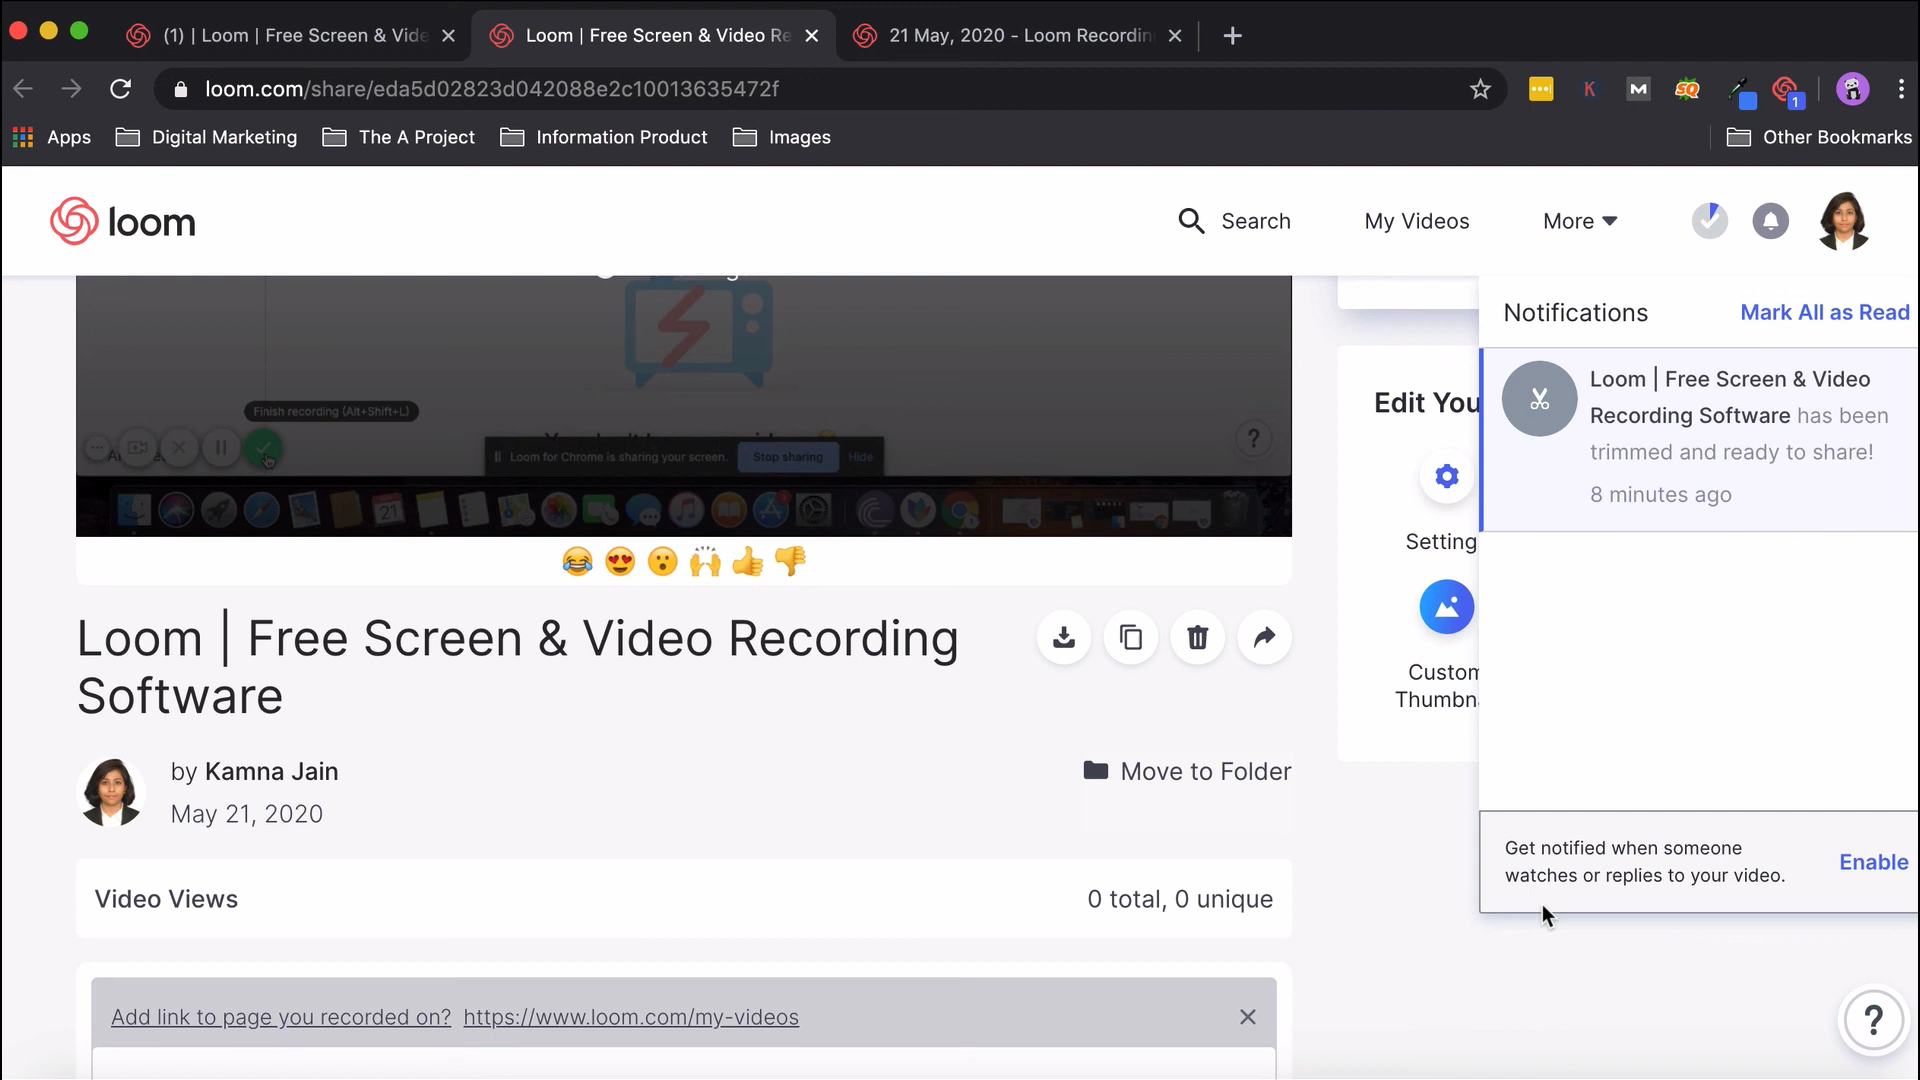 (1) | Loom | Free Screen & Vide
Loom | Free Screen & Video Re
21 May, 2020 - Loom Recordin
loom.com/share/eda5d02823d042088e2c10013635472f
K
M
SQ
1
Apps
Digital Marketing
The A Project
Information Product
Images
Other Bookmarks
loom
Search
My Videos
More
Notifications
Mark All as Read
Loom | Free Screen & Video
Recording Software has been
trimmed and ready to share!
8 minutes ago
Edit You
Setting
Custom
Thumbn
Finish recording (Alt+Shift+L)
Loom for Chrome is sharing your screen.
Stop sharing
Hide
?
21
😂 😍 😮 🙌 👍 👎
Loom | Free Screen & Video Recording
Software
by Kamna Jain
May 21, 2020
Move to Folder
Get notified when someone
watches or replies to your video.
Enable
Video Views
0 total, 0 unique
Add link to page you recorded on? https://www.loom.com/my-videos
?